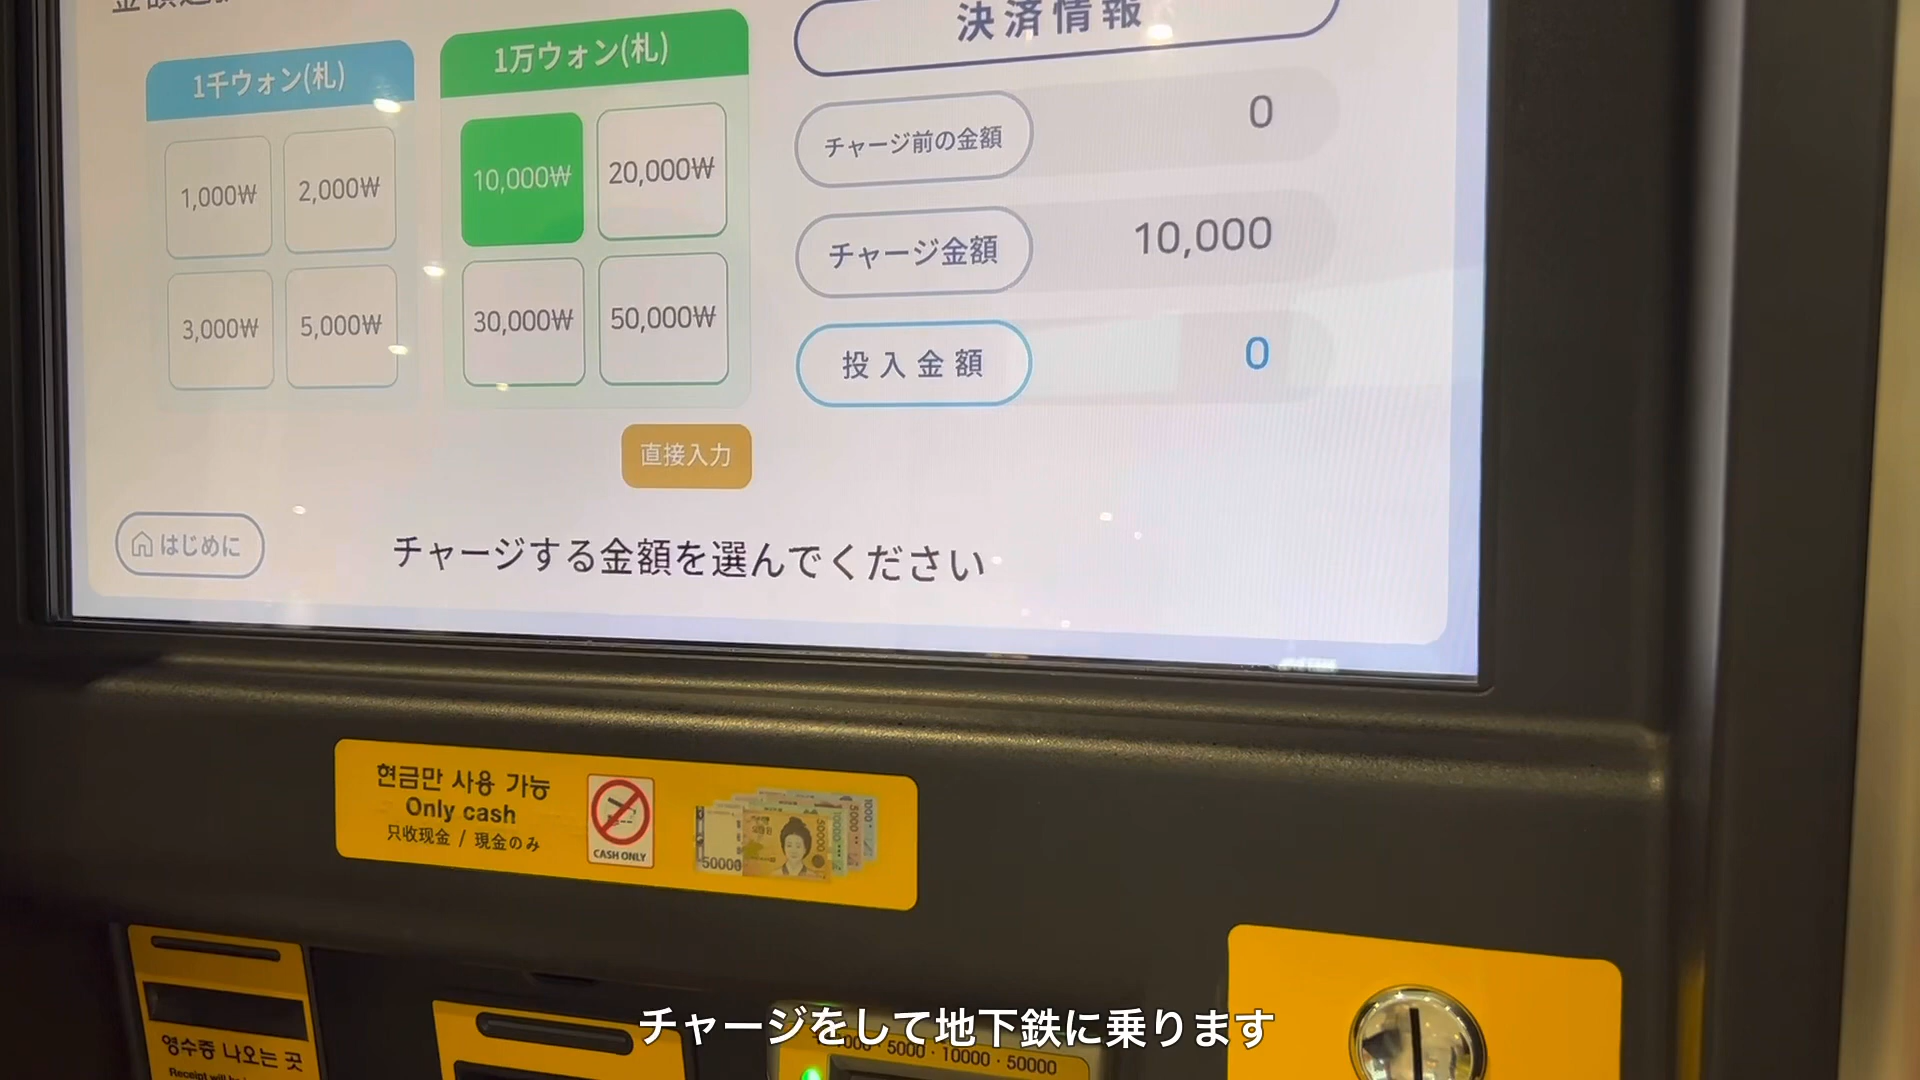 決済情報
1千ウォン(札)
1万ウォン(札)
1,000₩
2,000₩
10,000₩
20,000₩
3,000₩
5,000₩
30,000₩
50,000₩
チャージ前の金額
0
チャージ金額
10,000
投入金額
0
直接入力
はじめに
チャージする金額を選んでください
현금만 사용 가능
Only cash
只收现金 / 現金のみ
CASH ONLY
50000
영수증 나오는 곳
Receipt will
1000 · 5000 · 10000 · 50000
チャージをして地下鉄に乗ります